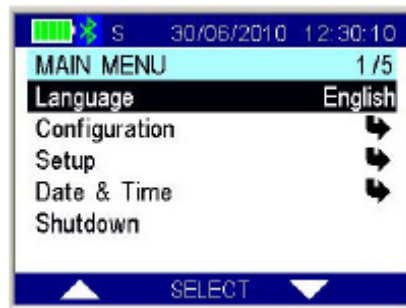 S 30/06/2010 12:30:10
MAIN MENU 1/5
Language English
Configuration
Setup
Date & Time
Shutdown
SELECT